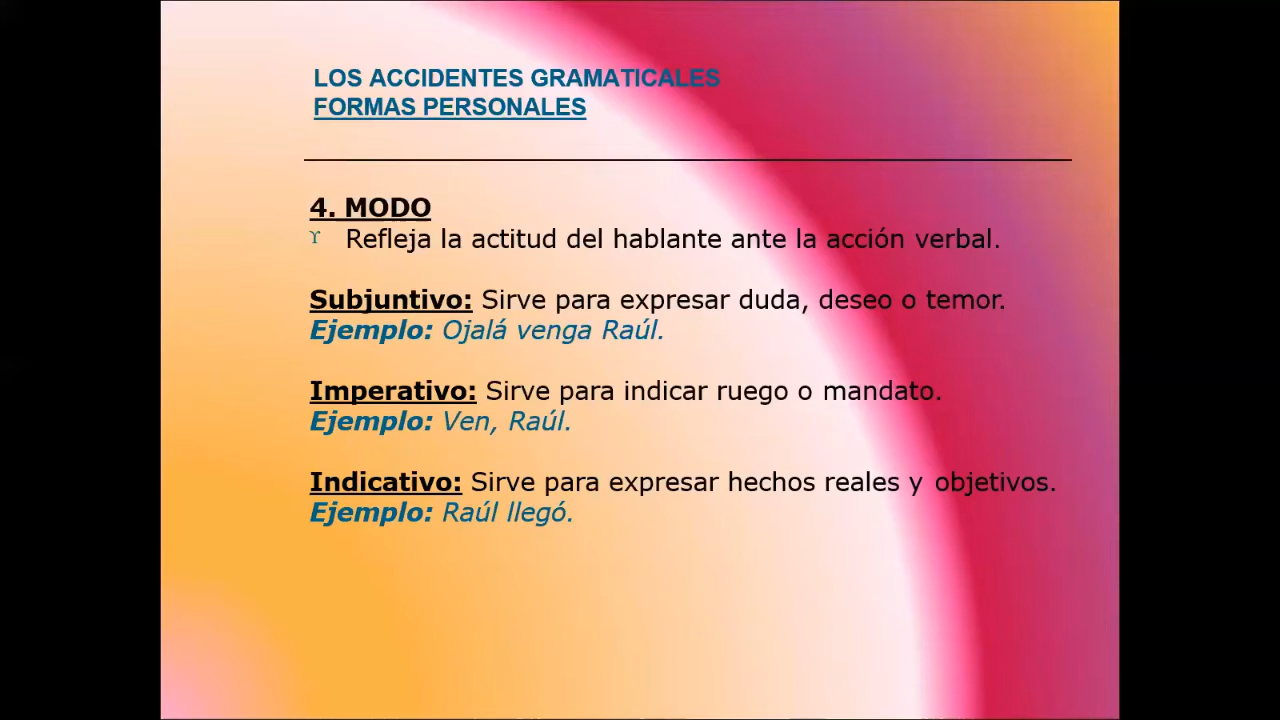 LOS ACCIDENTES GRAMATICALES
FORMAS PERSONALES
4. MODO
Refleja la actitud del hablante ante la acción verbal.
Subjuntivo: Sirve para expresar duda, deseo o temor.
Ejemplo: Ojalá venga Raúl.
Imperativo: Sirve para indicar ruego o mandato.
Ejemplo: Ven, Raúl.
Indicativo: Sirve para expresar hechos reales y objetivos.
Ejemplo: Raúl llegó.